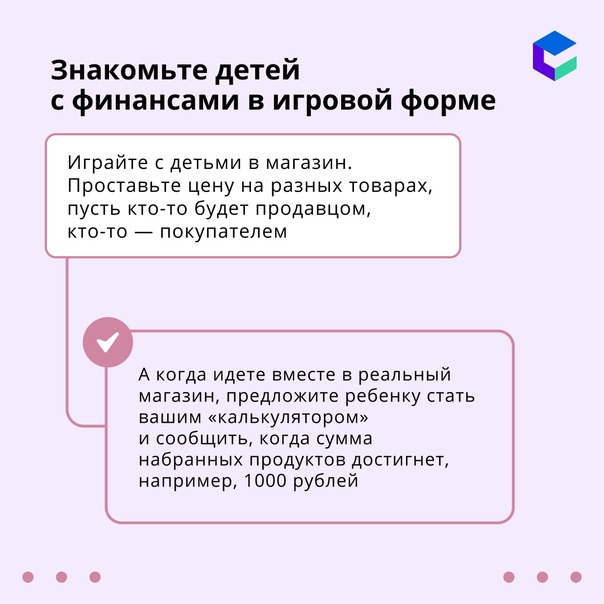 Знакомьте детей
с финансами в игровой форме
Играйте с детьми в магазин.
Проставьте цену на разных товарах,
пусть кто-то будет продавцом,
кто-то — покупателем
А когда идете вместе в реальный
магазин, предложите ребенку стать
вашим «калькулятором»
и сообщить, когда сумма
набранных продуктов достигнет,
например, 1000 рублей